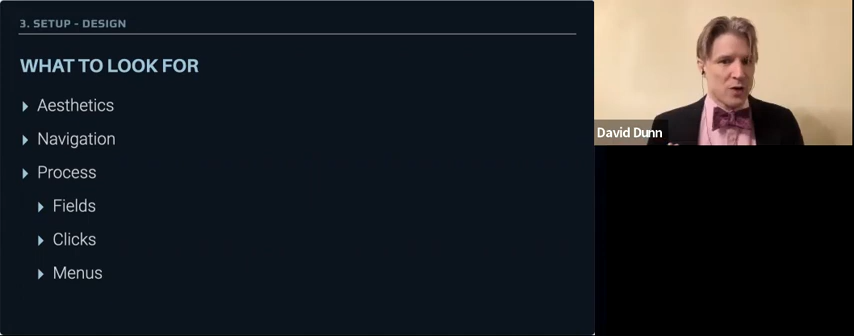 3. SETUP - DESIGN
WHAT TO LOOK FOR
Aesthetics
Navigation
Process
Fields
Clicks
Menus
David Dunn